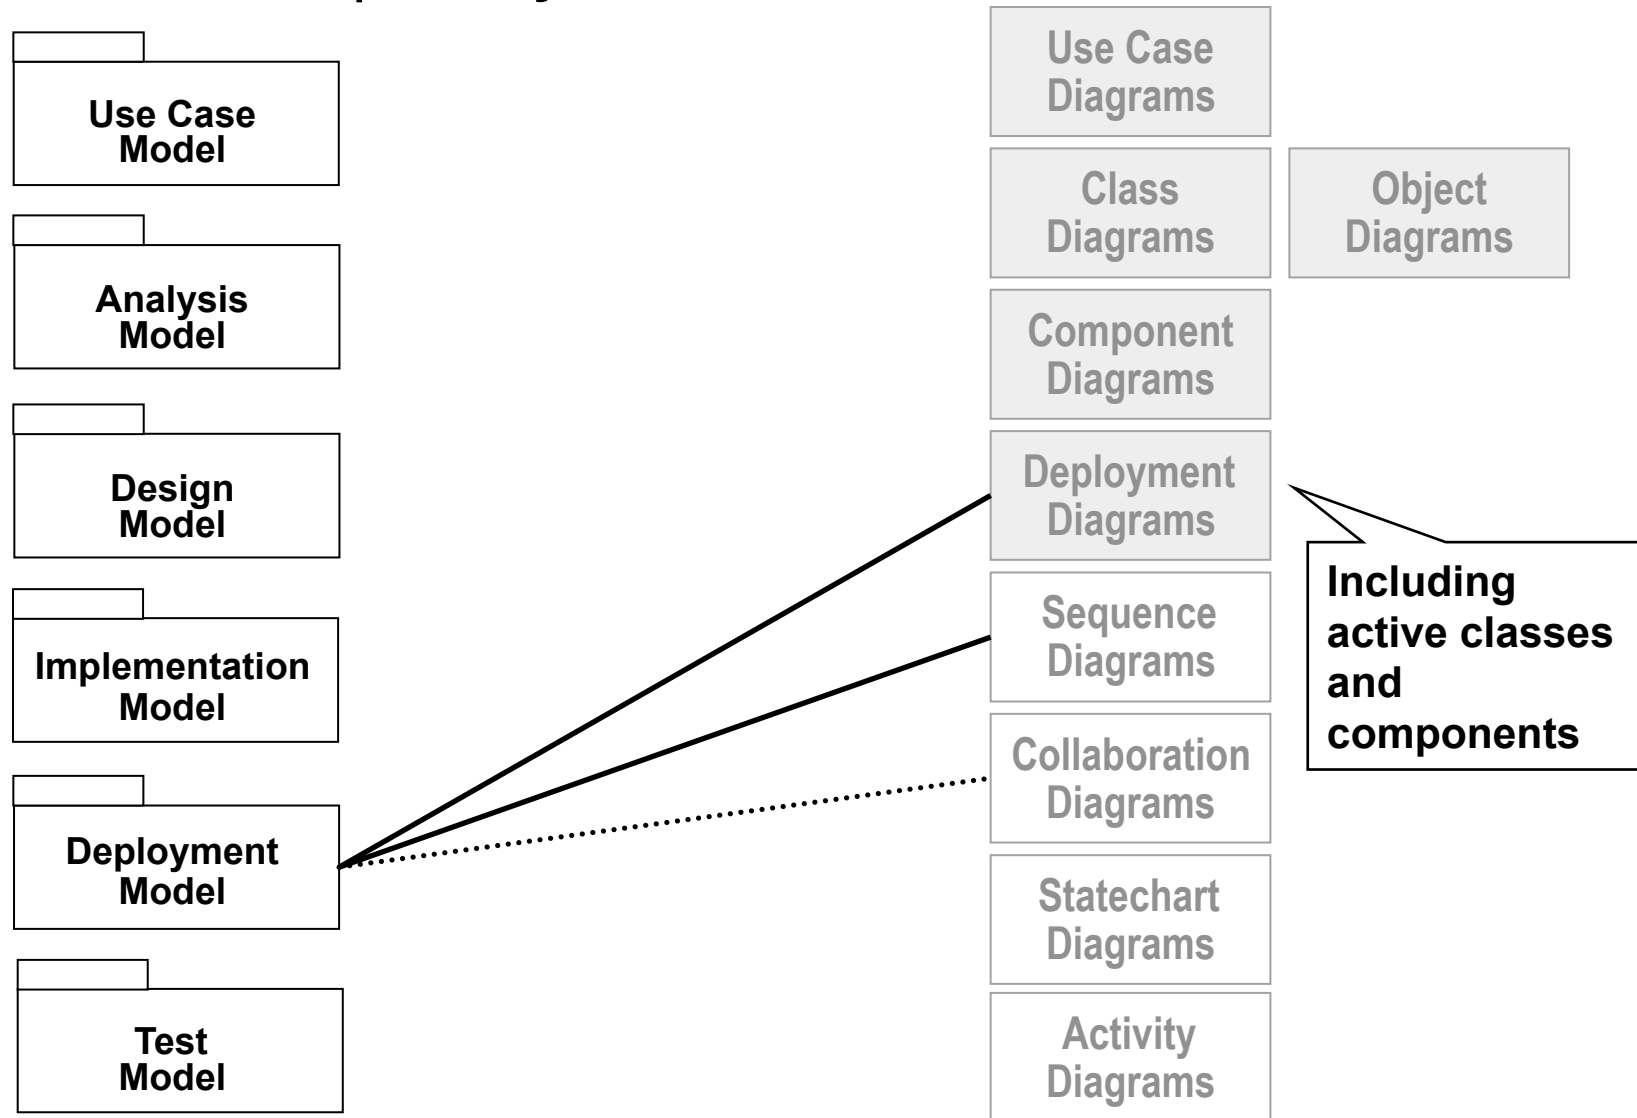 Use Case
Model
Analysis
Model
Design
Model
Implementation
Model
Deployment
Model
Test
Model
Use Case
Diagrams
Class
Diagrams
Object
Diagrams
Component
Diagrams
Deployment
Diagrams
Sequence
Diagrams
Collaboration
Diagrams
Statechart
Diagrams
Activity
Diagrams
Including
active classes
and
components